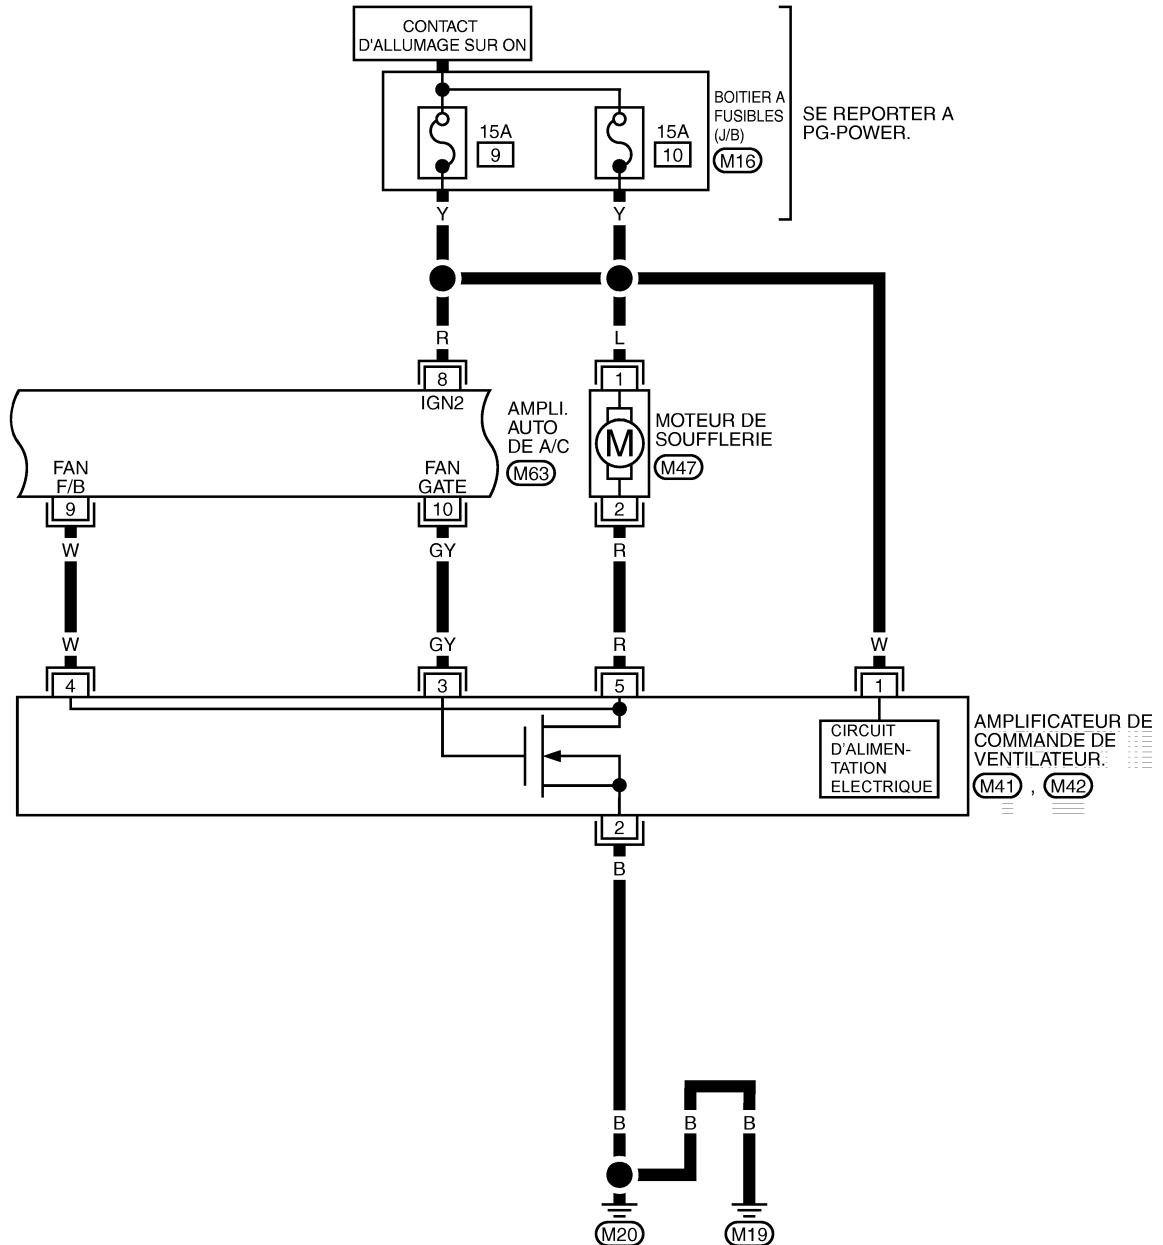 CONTACT
D'ALLUMAGE SUR ON
BOITIER A
FUSIBLES
(J/B)
M16
SE REPORTER A
PG-POWER.
15A
9
15A
10
Y
Y
R
L
8
1
IGN2
AMPLI.
AUTO
DE A/C
M63
MOTEUR DE
SOUFFLERIE
M47
M
FAN
F/B
FAN
GATE
9
10
2
W
GY
R
W
GY
R
W
4
3
5
1
CIRCUIT
D'ALIMEN-
TATION
ELECTRIQUE
AMPLIFICATEUR DE
COMMANDE DE
VENTILATEUR.
M41 , M42
2
B
B
B
B
M20
M19